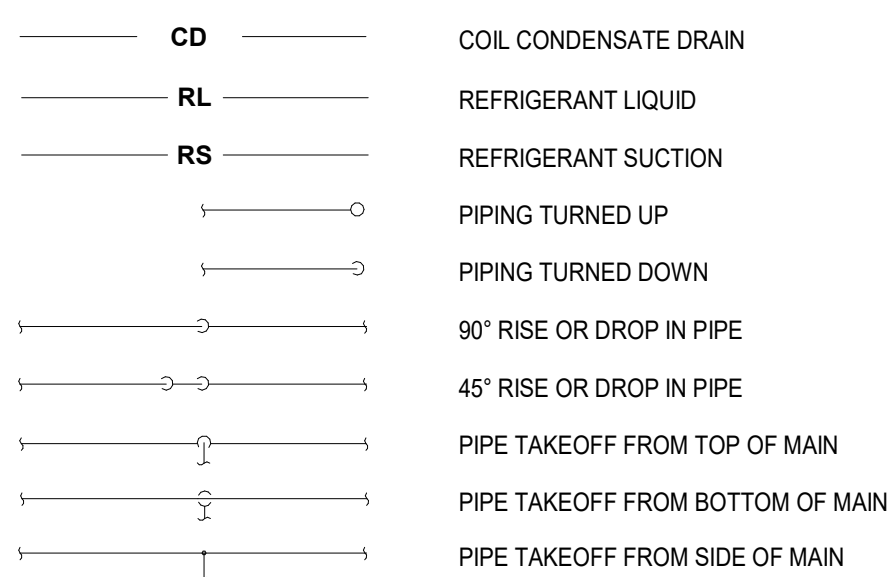 CD COIL CONDENSATE DRAIN
RL REFRIGERANT LIQUID
RS REFRIGERANT SUCTION
PIPING TURNED UP
PIPING TURNED DOWN
90° RISE OR DROP IN PIPE
45° RISE OR DROP IN PIPE
PIPE TAKEOFF FROM TOP OF MAIN
PIPE TAKEOFF FROM BOTTOM OF MAIN
PIPE TAKEOFF FROM SIDE OF MAIN